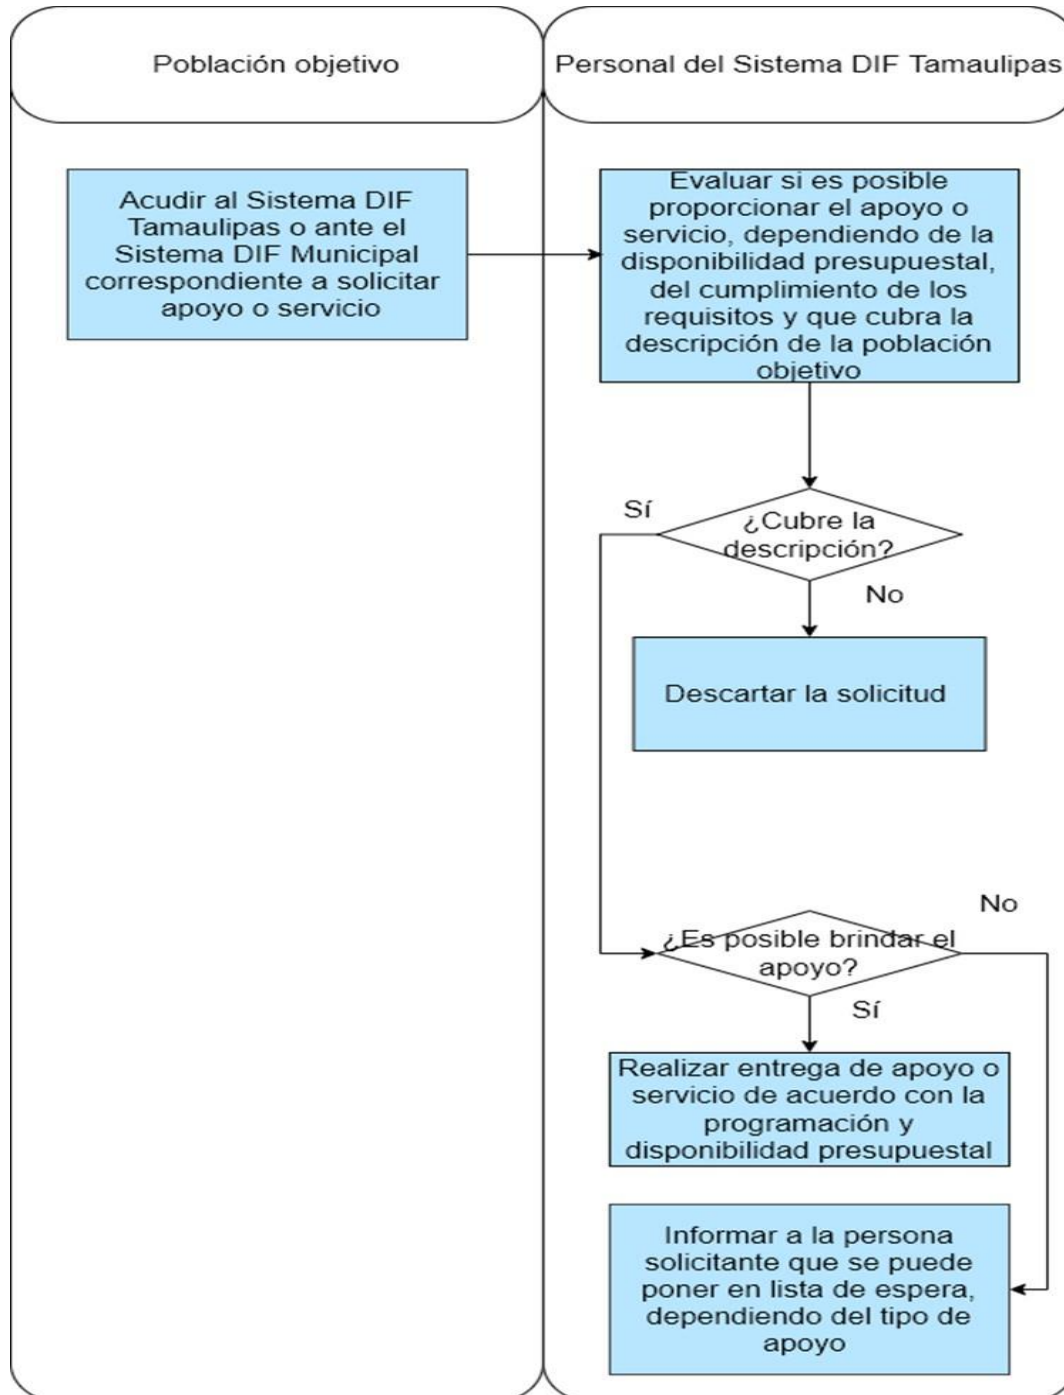 Población objetivo
Personal del Sistema DIF Tamaulipas
Acudir al Sistema DIF
Tamaulipas o ante el
Sistema DIF Municipal
correspondiente a solicitar
apoyo o servicio
Evaluar si es posible
proporcionar el apoyo o
servicio, dependiendo de la
disponibilidad presupuestal,
del cumplimiento de los
requisitos y que cubra la
descripción de la población
objetivo
Sí
¿Cubre la
descripción?
No
Descartar la solicitud
No
¿Es posible brindar el
apoyo?
Sí
Realizar entrega de apoyo o
servicio de acuerdo con la
programación y
disponibilidad presupuestal
Informar a la persona
solicitante que se puede
poner en lista de espera,
dependiendo del tipo de
apoyo